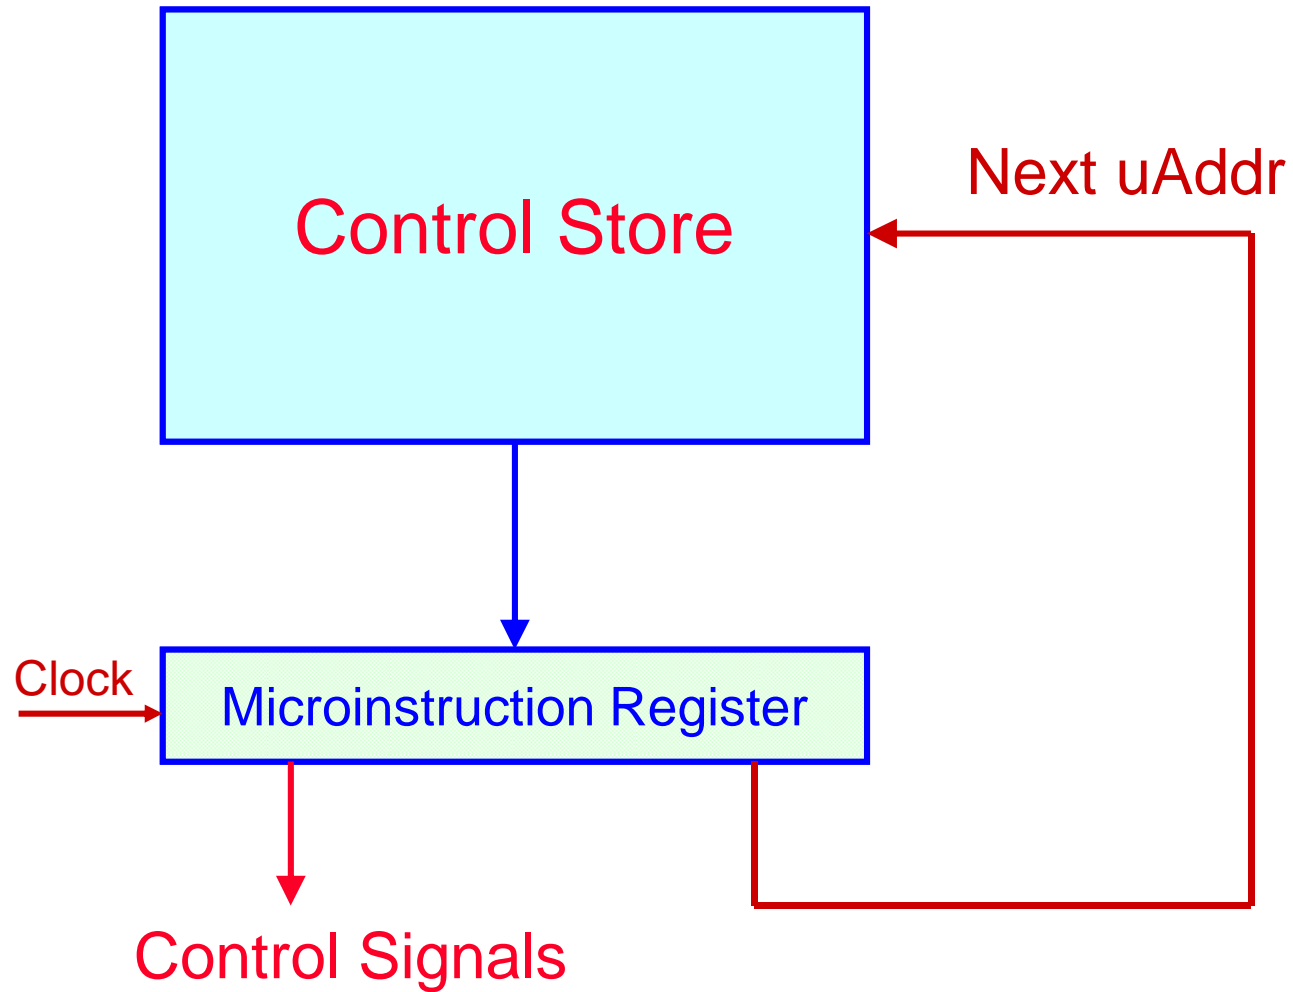 Next uAddr
Control Store
Clock
Microinstruction Register
Control Signals